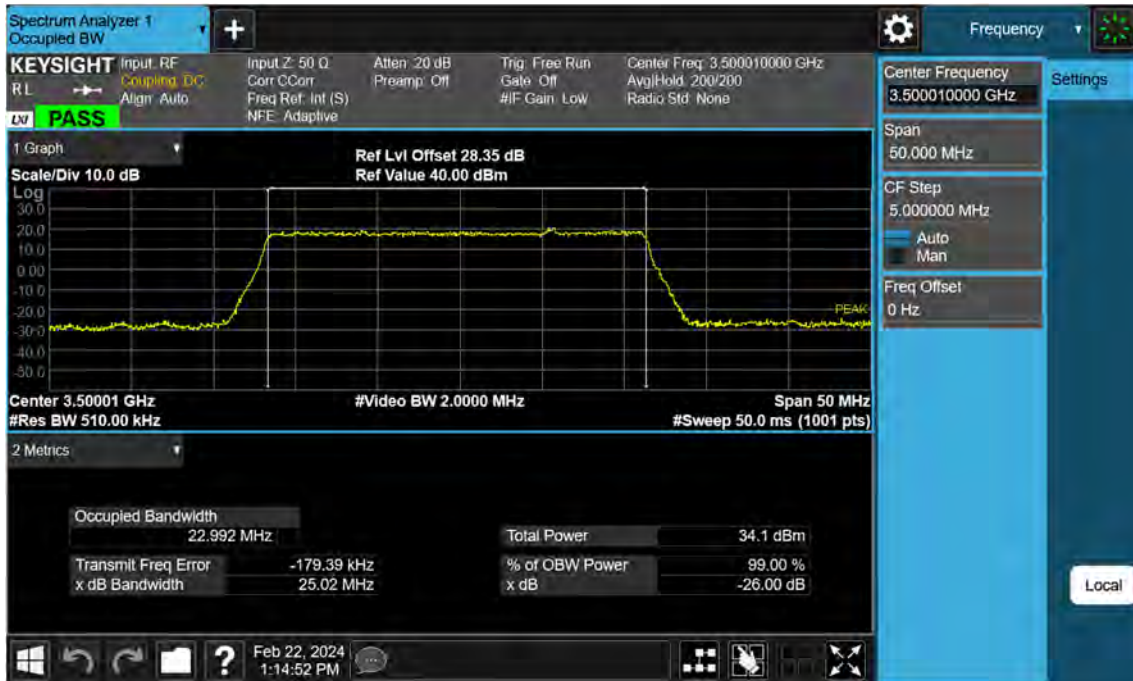 Spectrum Analyzer 1
Occupied BW
+
Frequency
KEYSIGHT
RL
LXI
PASS
Input: RF
Coupling: DC
Align: Auto
Input Z: 50 Ω
Corr CCorr
Freq Ref: Int (S)
NFE: Adaptive
Atten: 20 dB
Preamp: Off
Trig: Free Run
Gate: Off
#IF Gain: Low
Center Freq: 3.500010000 GHz
Avg|Hold: 200/200
Radio Std: None
Center Frequency
3.500010000 GHz
Settings
Span
50.000 MHz
CF Step
5.000000 MHz
Auto
Man
Freq Offset
0 Hz
1 Graph
Scale/Div 10.0 dB
Ref Lvl Offset 28.35 dB
Ref Value 40.00 dBm
Log
30.0
20.0
10.0
0.00
-10.0
-20.0
-30.0
-40.0
-50.0
PEAK
Center 3.50001 GHz
#Video BW 2.0000 MHz
Span 50 MHz
#Res BW 510.00 kHz
#Sweep 50.0 ms (1001 pts)
2 Metrics
Occupied Bandwidth
22.992 MHz
Total Power 34.1 dBm
Transmit Freq Error -179.39 kHz
% of OBW Power 99.00 %
x dB Bandwidth 25.02 MHz
x dB -26.00 dB
Local
?
Feb 22, 2024
1:14:52 PM